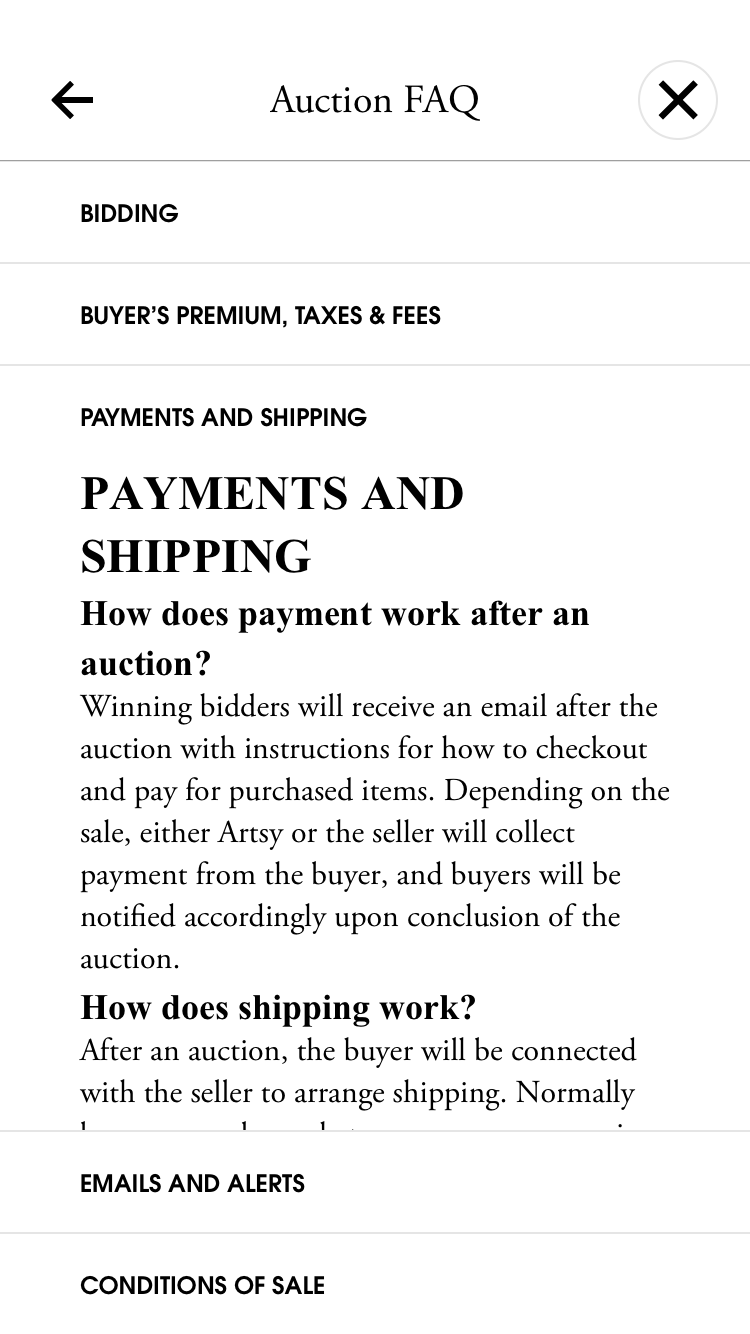 Auction FAQ
BIDDING
BUYER’S PREMIUM, TAXES & FEES
PAYMENTS AND SHIPPING
PAYMENTS AND
SHIPPING
How does payment work after an
auction?
Winning bidders will receive an email after the
auction with instructions for how to checkout
and pay for purchased items. Depending on the
sale, either Artsy or the seller will collect
payment from the buyer, and buyers will be
notified accordingly upon conclusion of the
auction.
How does shipping work?
After an auction, the buyer will be connected
with the seller to arrange shipping. Normally
EMAILS AND ALERTS
CONDITIONS OF SALE